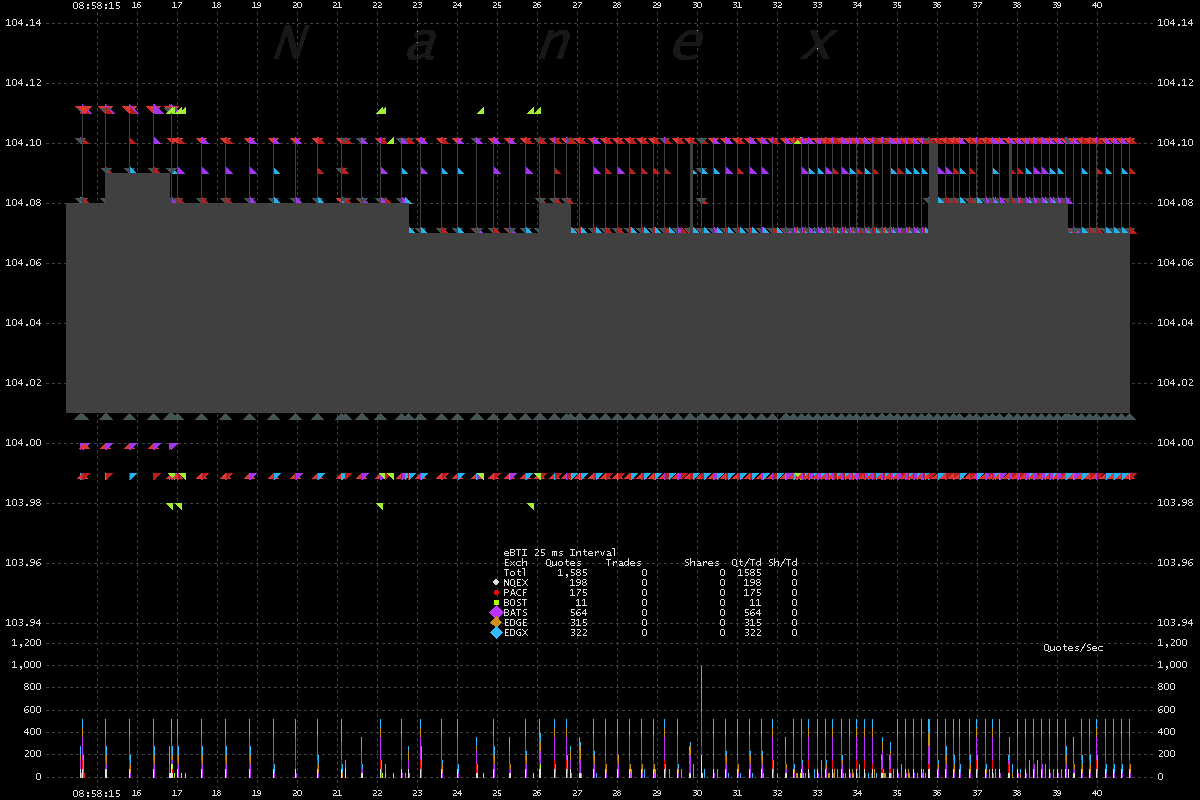 08:58:15 16 17 18 19 20 21 22 23 24 25 26 27 28 29 30 31 32 33 34 35 36 37 38 39 40
Nanex
104.14 104.14
104.12 104.12
104.10 104.10
104.08 104.08
104.06 104.06
104.04 104.04
104.02 104.02
104.00 104.00
103.98 103.98
103.96 103.96
103.94 103.94
eBTI 25 ms Interval
Exch Quotes Trades Shares Qt/Td Sh/Td
Totl 1,585 0 0 1585 0
NQEX 198 0 0 198 0
PACF 175 0 0 175 0
BOST 11 0 0 11 0
BATS 564 0 0 564 0
EDGE 315 0 0 315 0
EDGX 322 0 0 322 0
1,200 1,200
Quotes/Sec
1,000 1,000
800 800
600 600
400 400
200 200
0 0
08:58:15 16 17 18 19 20 21 22 23 24 25 26 27 28 29 30 31 32 33 34 35 36 37 38 39 40